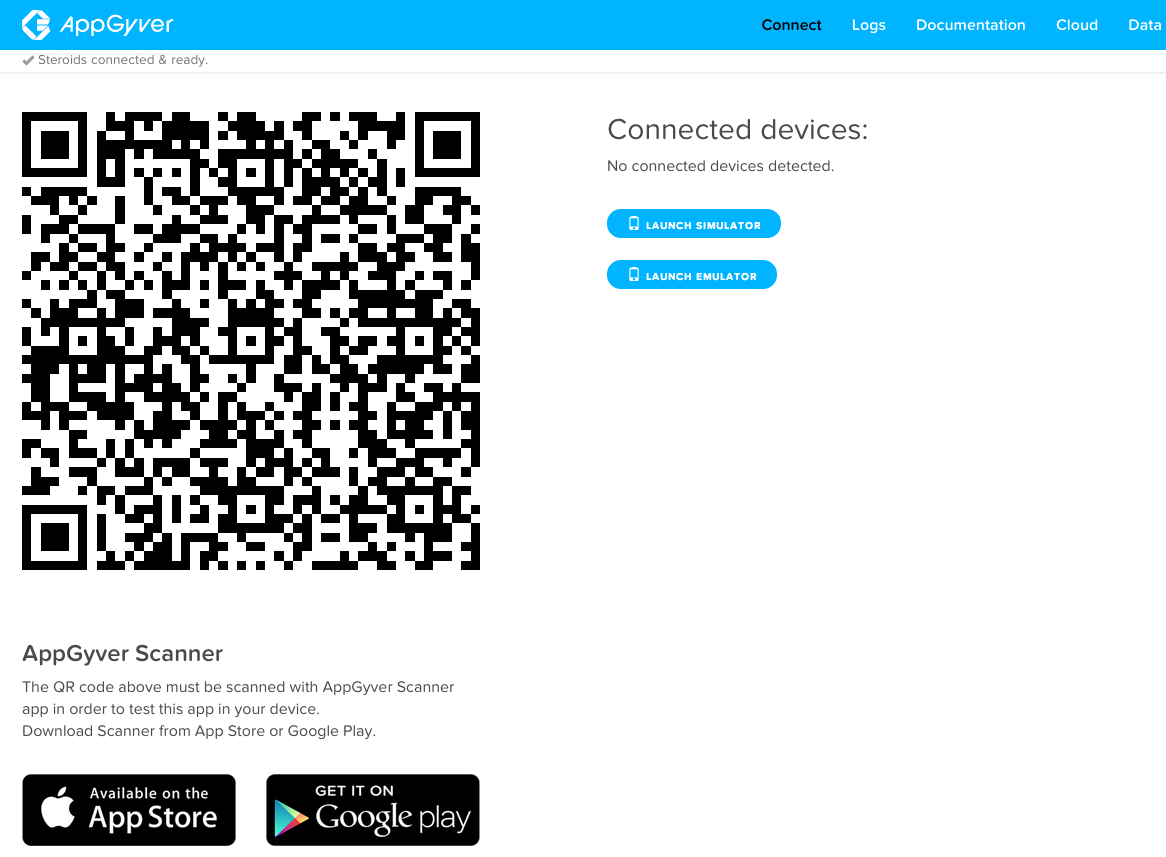 AppGyver
Connect Logs Documentation Cloud Data
Steroids connected & ready.
Connected devices:
No connected devices detected.
LAUNCH SIMULATOR
LAUNCH EMULATOR
AppGyver Scanner
The QR code above must be scanned with AppGyver Scanner
app in order to test this app in your device.
Download Scanner from App Store or Google Play.
Available on the
App Store
GET IT ON
Google play